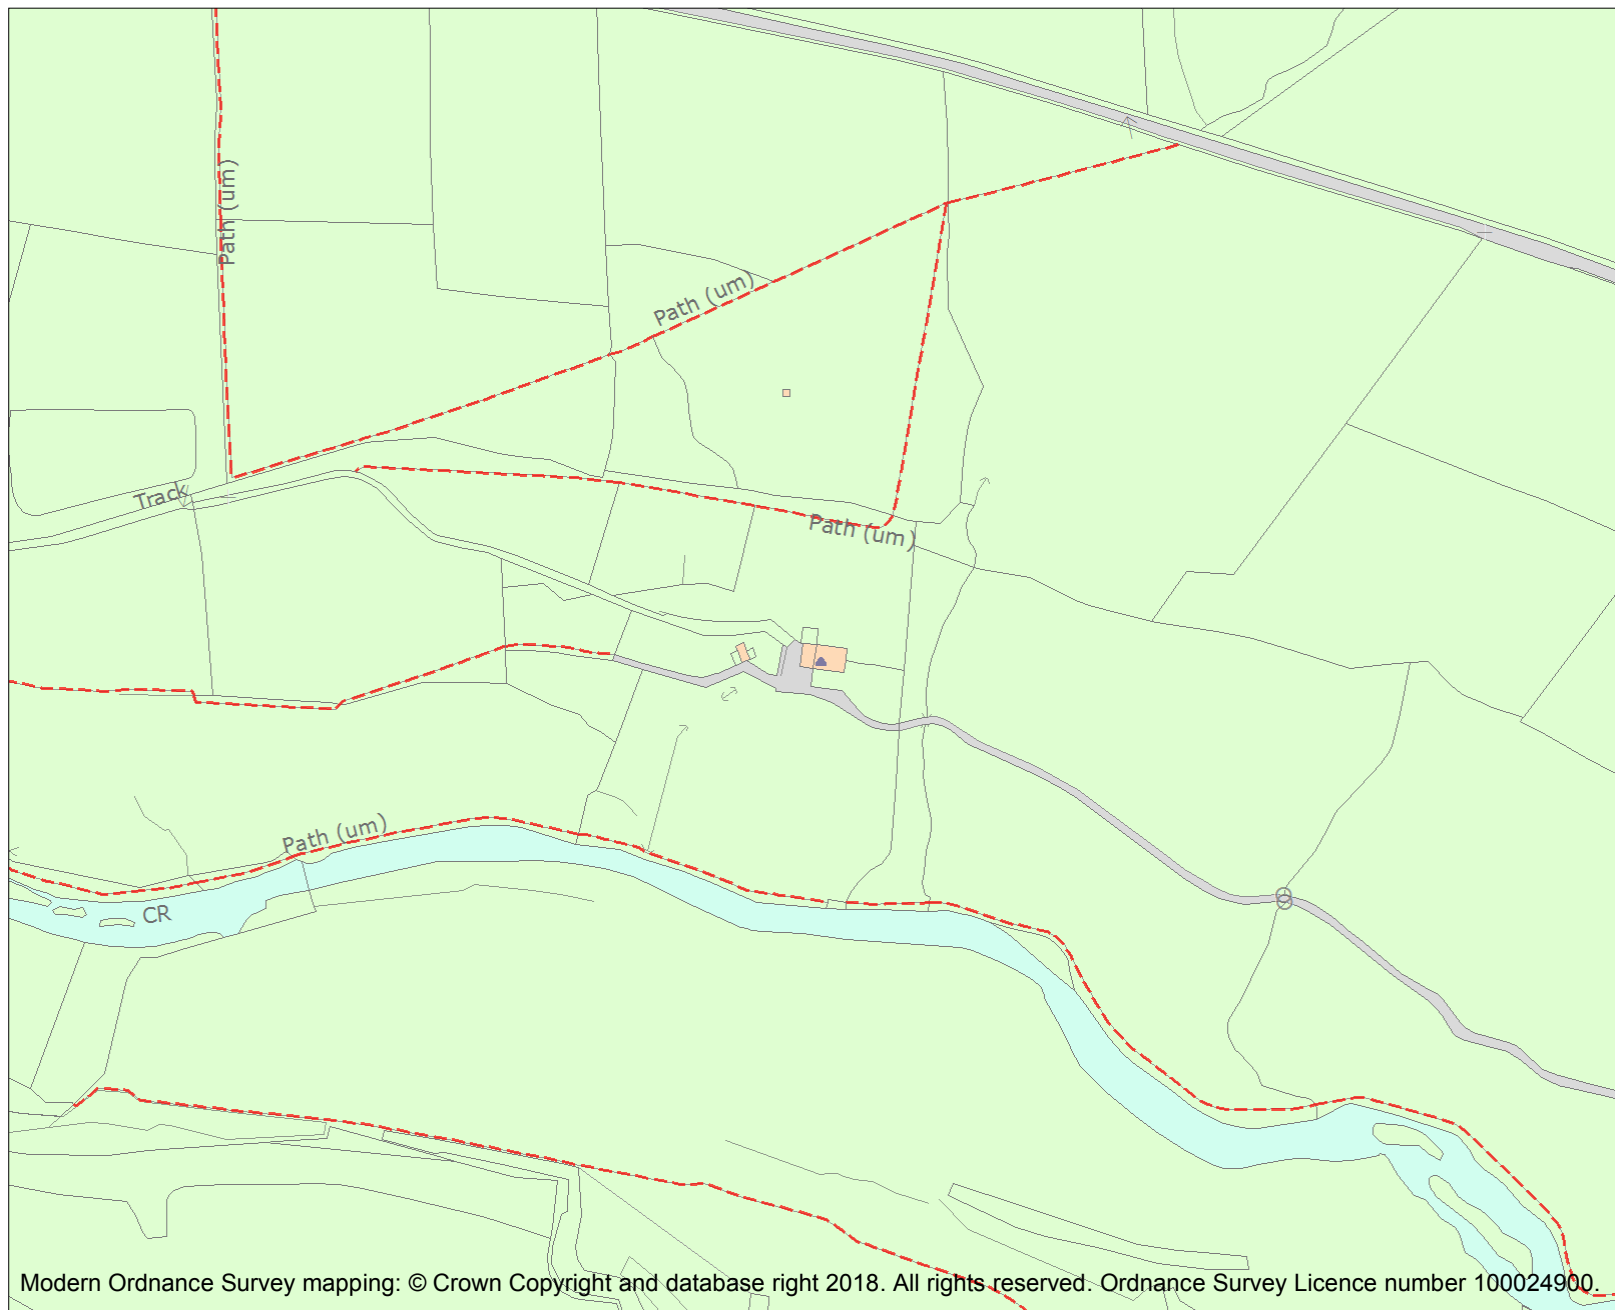 Path (um)
Path (um)
Track
Path (um)
Path (um)
CR
Modern Ordnance Survey mapping: © Crown Copyright and database right 2018. All rights reserved. Ordnance Survey Licence number 100024900.